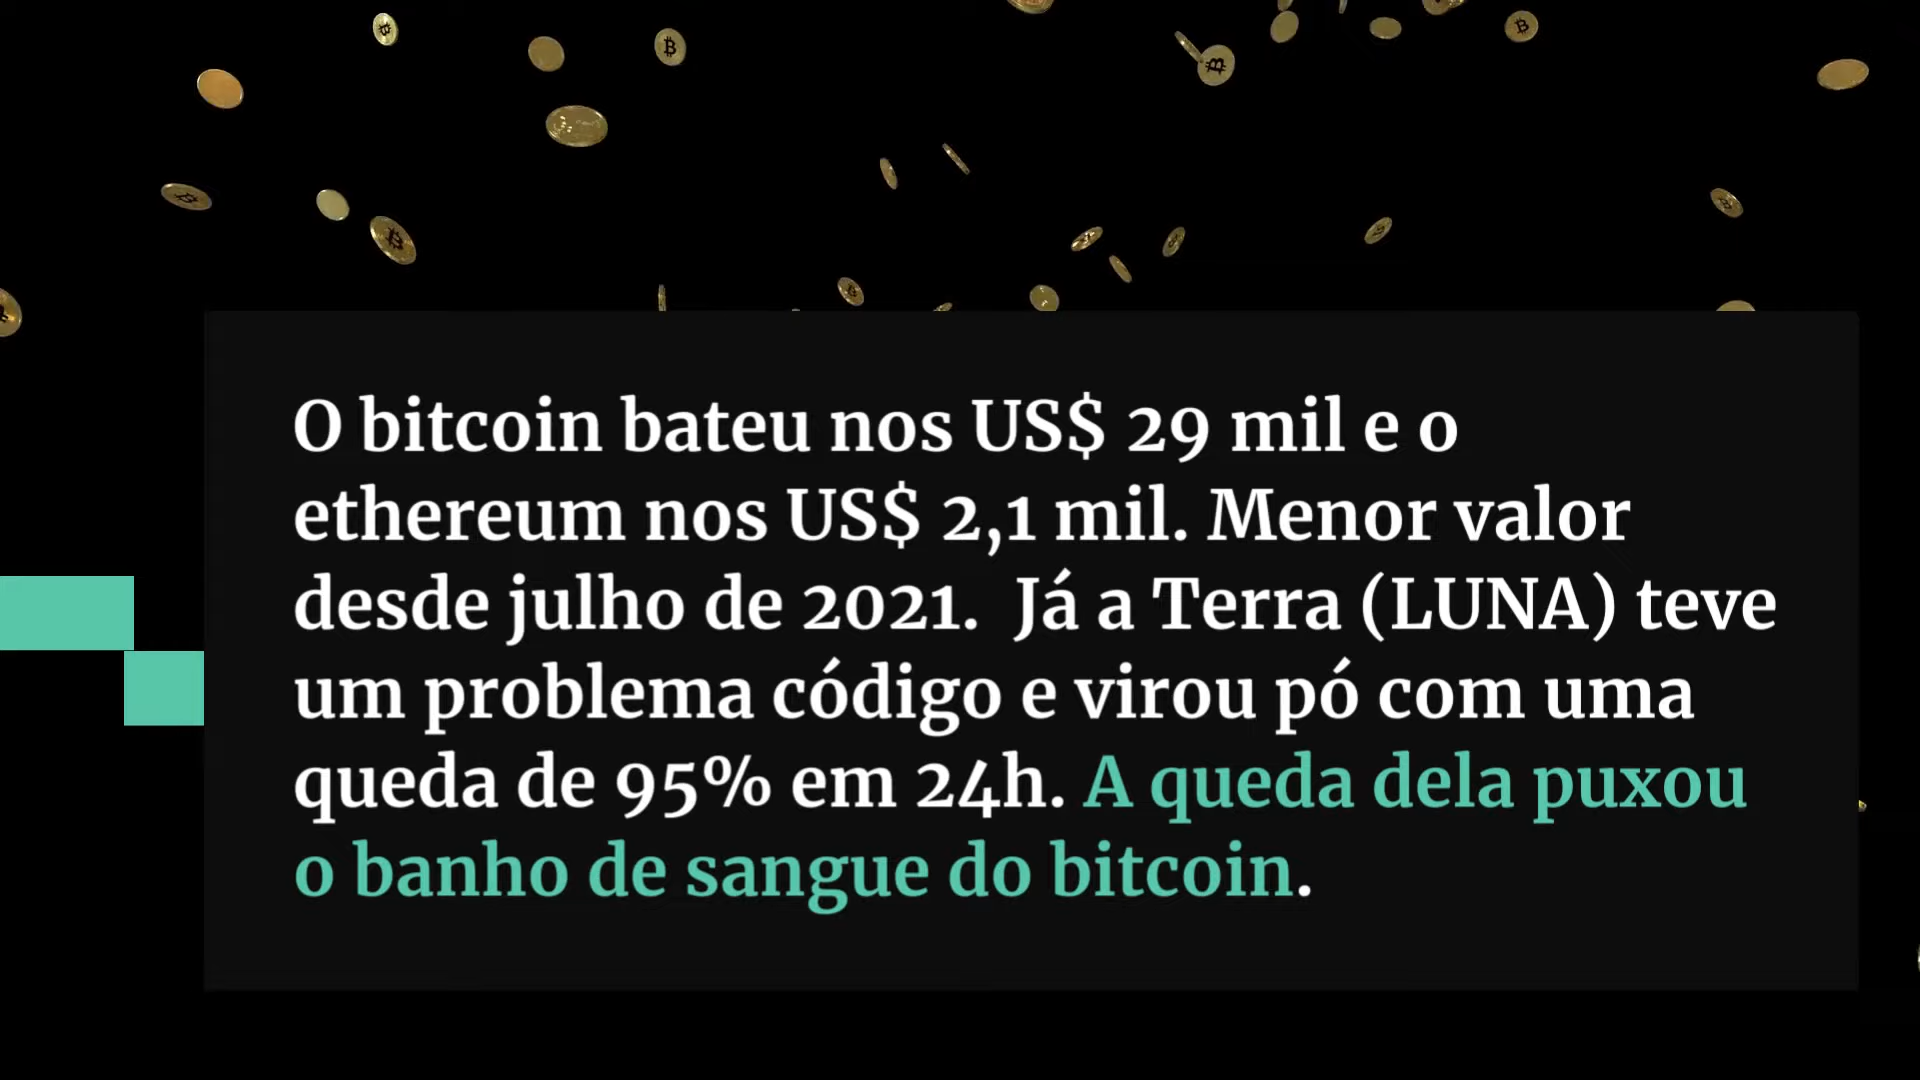 O bitcoin bateu nos US$ 29 mil e o
ethereum nos US$ 2,1 mil. Menor valor
desde julho de 2021.  Já a Terra (LUNA) teve
um problema código e virou pó com uma
queda de 95% em 24h. A queda dela puxou
o banho de sangue do bitcoin.